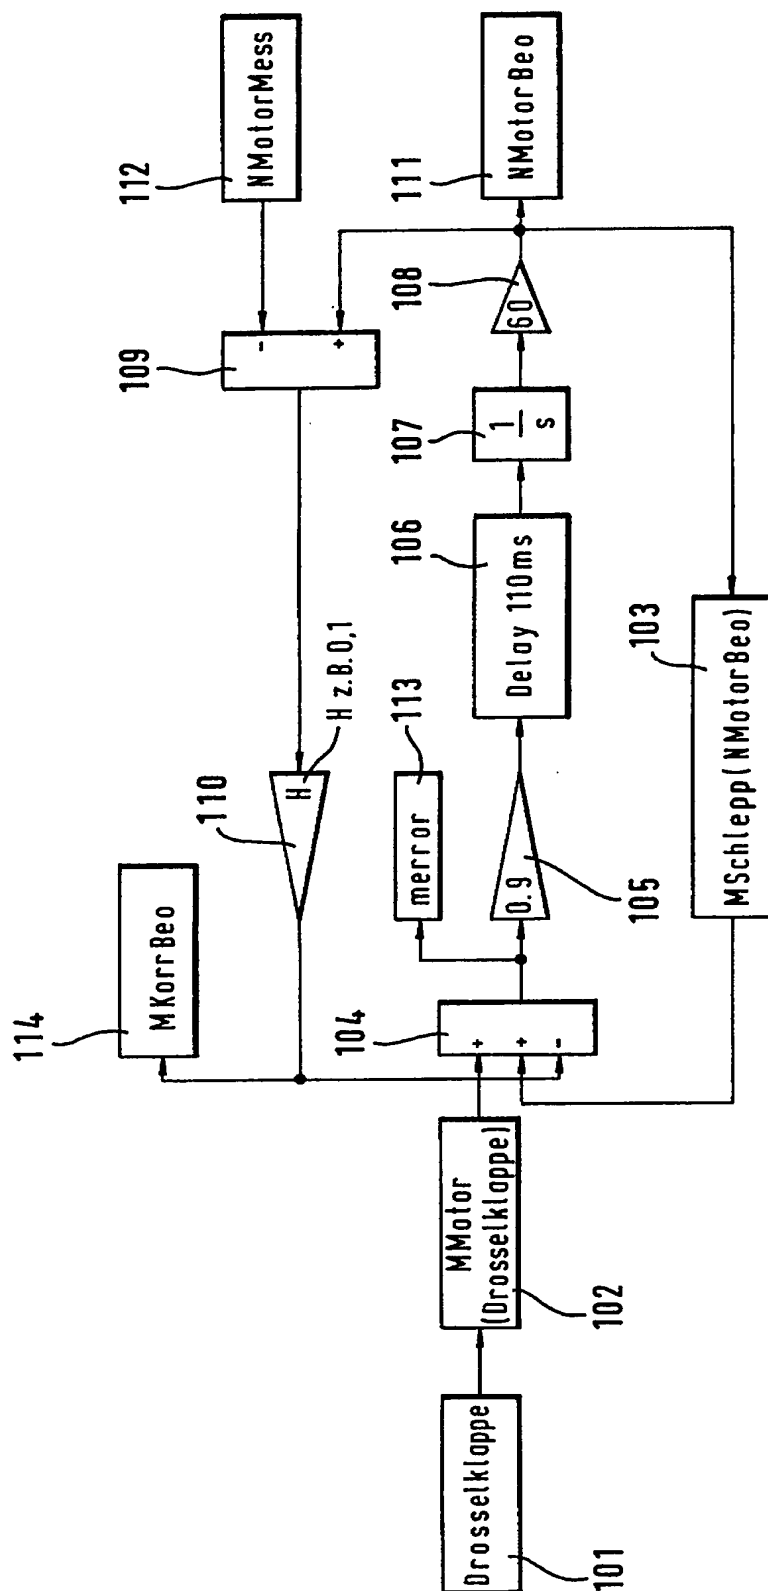 112
NMotorMess
109
-
+
111
NMotorBeo
108
60
107
1
s
106
Delay 110ms
103
MSchlepp(NMotorBeo)
110
H
H z.B.0,1
113
merror
105
0.9
114
MKorrBeo
104
+
+
-
MMotor
(Drosselklappe)
102
Drosselklappe
101